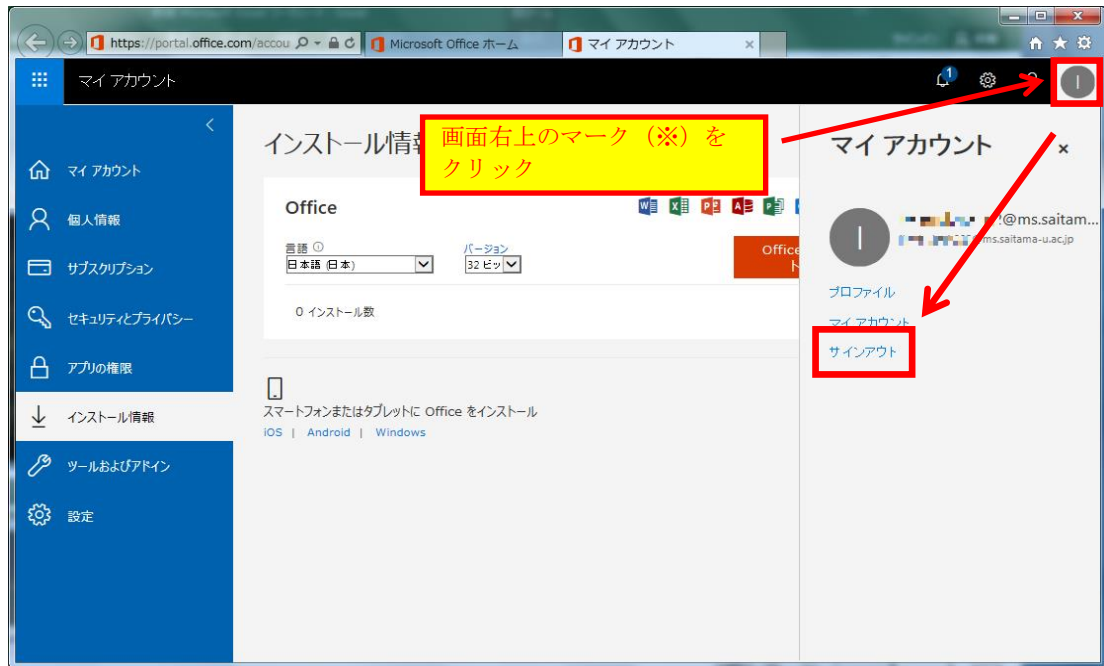 https://portal.office.com/accou
Microsoft Office ホーム
マイ アカウント
マイ アカウント
1
I
マイ アカウント
個人情報
サブスクリプション
セキュリティとプライバシー
アプリの権限
インストール情報
ツールおよびアドイン
設定
インストール情報
画面右上のマーク（※）を
クリック
Office
言語
日本語 (日本)
バージョン
32 ビッ
Office
ト
0 インストール数
スマートフォンまたはタブレットに Office をインストール
iOS | Android | Windows
マイ アカウント
I
@ms.saitam...
@ms.saitama-u.ac.jp
プロファイル
マイ アカウント
サインアウト